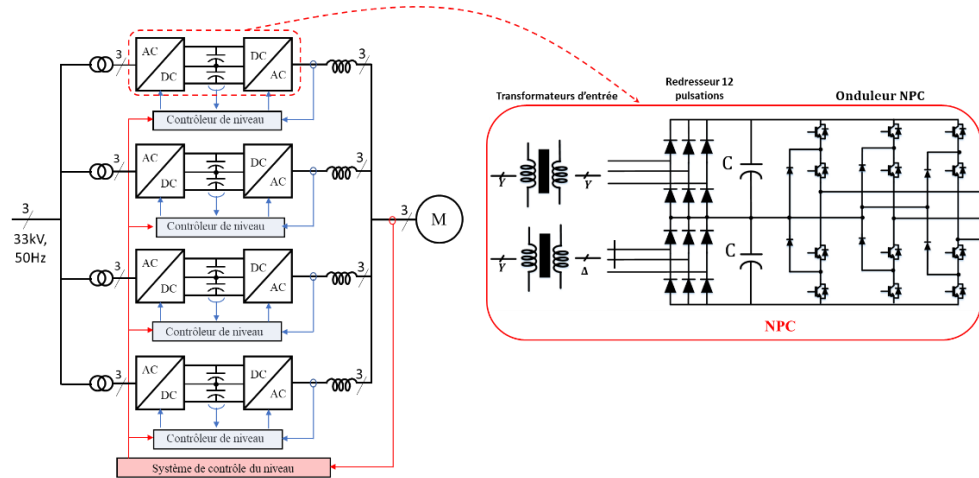 3
AC
DC
DC
AC
3
Contrôleur de niveau
3
AC
DC
DC
AC
3
Contrôleur de niveau
3
33kV,
50Hz
3
M
3
AC
DC
DC
AC
3
Contrôleur de niveau
3
AC
DC
DC
AC
3
Contrôleur de niveau
Système de contrôle du niveau
Transformateurs d'entrée
Redresseur 12
pulsations
Onduleur NPC
Y
Y
C
Y
Δ
C
NPC